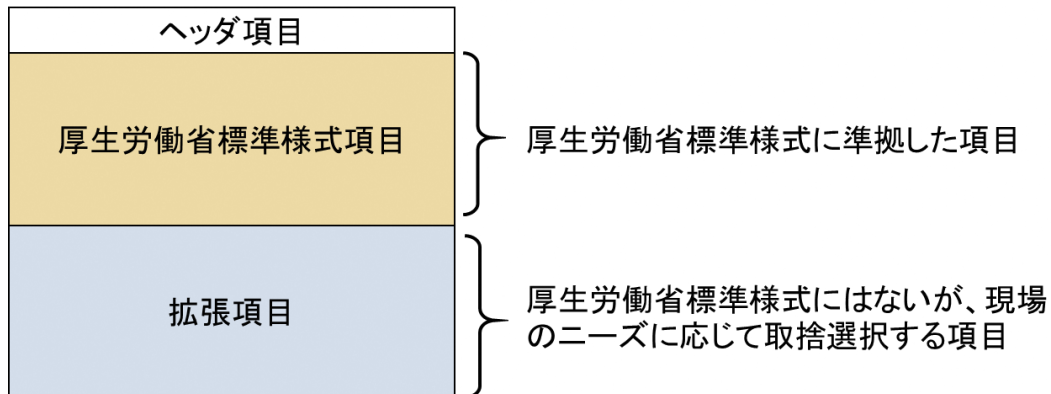 ヘッダ項目
厚生労働省標準様式項目
厚生労働省標準様式に準拠した項目
拡張項目
厚生労働省標準様式にはないが、現場
のニーズに応じて取捨選択する項目